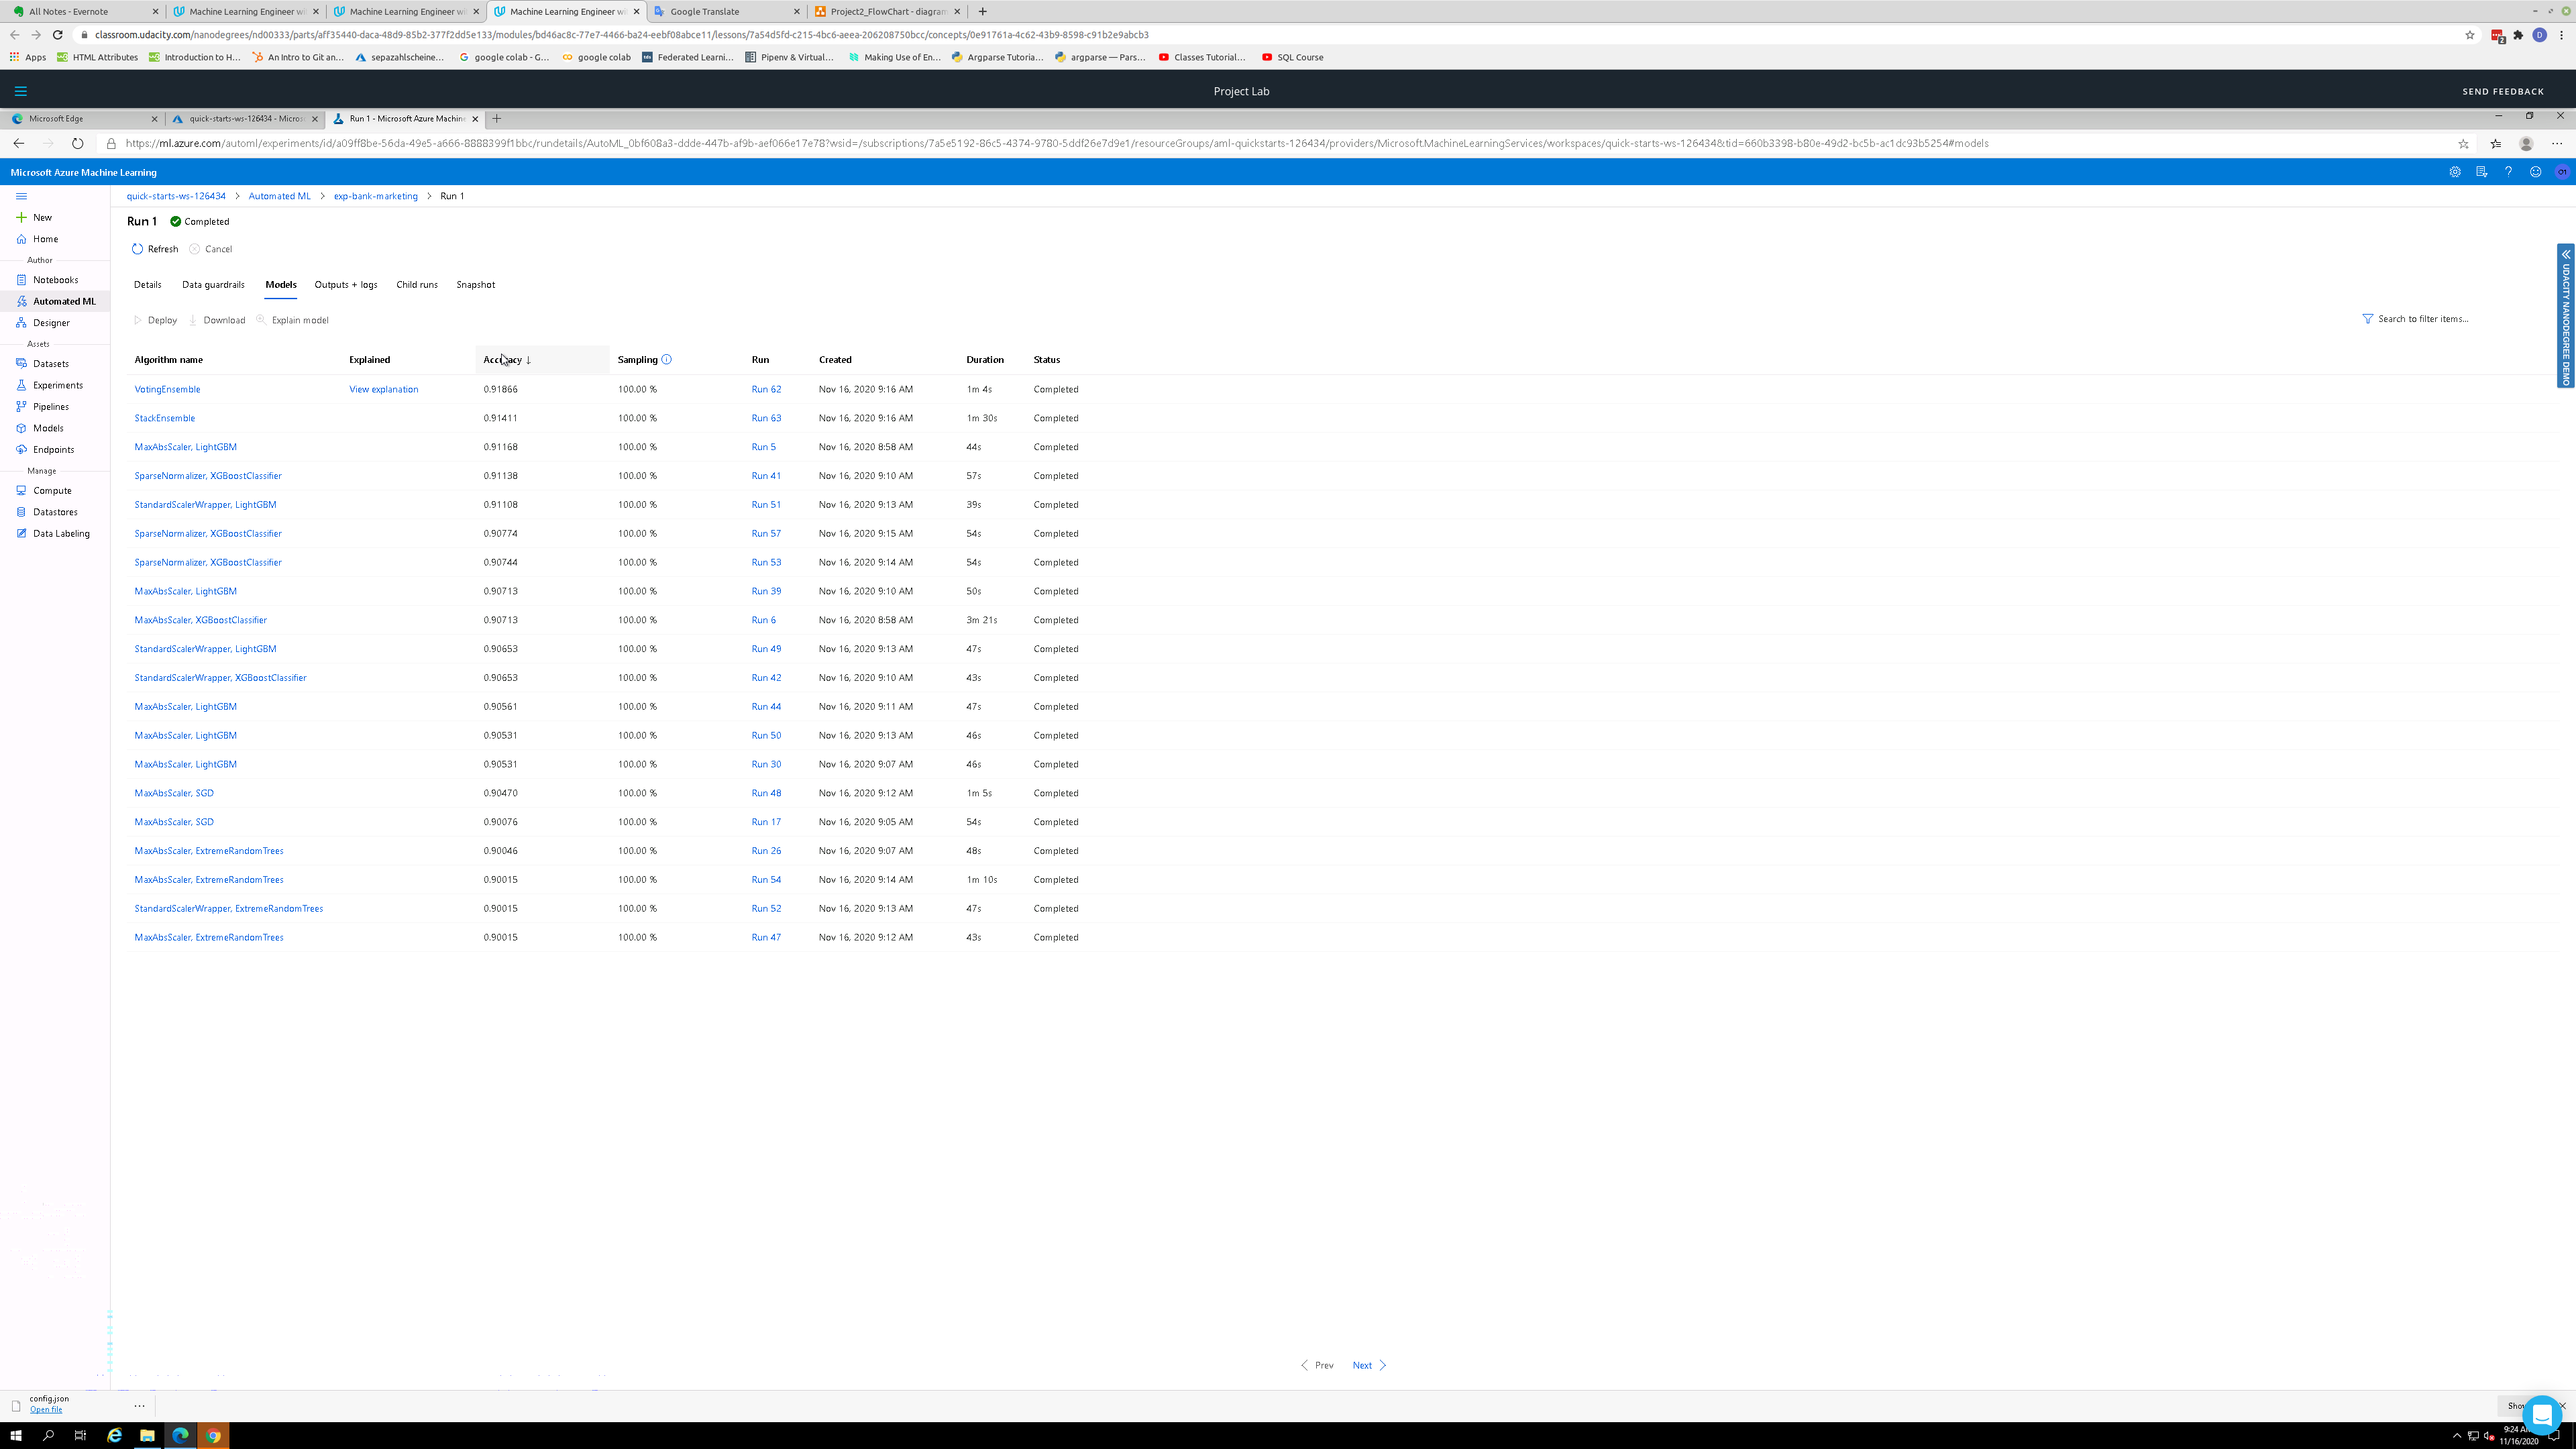 All Notes - Evernote
Machine Learning Engineer wi
Machine Learning Engineer wi
Machine Learning Engineer wi
Google Translate
Project2_FlowChart - diagram
classroom.udacity.com/nanodegrees/nd00333/parts/aff35440-daca-48d9-85b2-377f2dd5e133/modules/bd46ac8c-77e7-4466-ba24-eebf08abce11/lessons/7a54d5fd-c215-4bc6-aeea-206208750bcc/concepts/0e91761a-4c62-43b9-8598-c91b2e9abcb3
Apps HTML Attributes Introduction to H... An Intro to Git an... sepazahlscheine... google colab - G... google colab Federated Learni... Pipenv & Virtual... Making Use of En... Argparse Tutoria... argparse — Pars... Classes Tutorial... SQL Course
Project Lab
SEND FEEDBACK
Microsoft Edge
quick-starts-ws-126434 - Micros
Run 1 - Microsoft Azure Machine
https://ml.azure.com/automl/experiments/id/a09ff8be-56da-49e5-a666-8888399f1bbc/rundetails/AutoML_0bf608a3-ddde-447b-af9b-aef066e17e78?wsid=/subscriptions/7a5e5192-86c5-4374-9780-5ddf26e7d9e1/resourceGroups/aml-quickstarts-126434/providers/Microsoft.MachineLearningServices/workspaces/quick-starts-ws-126434&tid=660b3398-b80e-49d2-bc5b-ac1dc93b5254#models
Microsoft Azure Machine Learning
New
Home
Author
Notebooks
Automated ML
Designer
Assets
Datasets
Experiments
Pipelines
Models
Endpoints
Manage
Compute
Datastores
Data Labeling
quick-starts-ws-126434 > Automated ML > exp-bank-marketing > Run 1
Run 1 Completed
Refresh Cancel
Details Data guardrails Models Outputs + logs Child runs Snapshot
Deploy Download Explain model
Search to filter items...
UDACITY NANODEGREE DEMO
Algorithm name Explained Accuracy ↓ Sampling Run Created Duration Status
VotingEnsemble View explanation 0.91866 100.00 % Run 62 Nov 16, 2020 9:16 AM 1m 4s Completed
StackEnsemble 0.91411 100.00 % Run 63 Nov 16, 2020 9:16 AM 1m 30s Completed
MaxAbsScaler, LightGBM 0.91168 100.00 % Run 5 Nov 16, 2020 8:58 AM 44s Completed
SparseNormalizer, XGBoostClassifier 0.91138 100.00 % Run 41 Nov 16, 2020 9:10 AM 57s Completed
StandardScalerWrapper, LightGBM 0.91108 100.00 % Run 51 Nov 16, 2020 9:13 AM 39s Completed
SparseNormalizer, XGBoostClassifier 0.90774 100.00 % Run 57 Nov 16, 2020 9:15 AM 54s Completed
SparseNormalizer, XGBoostClassifier 0.90744 100.00 % Run 53 Nov 16, 2020 9:14 AM 54s Completed
MaxAbsScaler, LightGBM 0.90713 100.00 % Run 39 Nov 16, 2020 9:10 AM 50s Completed
MaxAbsScaler, XGBoostClassifier 0.90713 100.00 % Run 6 Nov 16, 2020 8:58 AM 3m 21s Completed
StandardScalerWrapper, LightGBM 0.90653 100.00 % Run 49 Nov 16, 2020 9:13 AM 47s Completed
StandardScalerWrapper, XGBoostClassifier 0.90653 100.00 % Run 42 Nov 16, 2020 9:10 AM 43s Completed
MaxAbsScaler, LightGBM 0.90561 100.00 % Run 44 Nov 16, 2020 9:11 AM 47s Completed
MaxAbsScaler, LightGBM 0.90531 100.00 % Run 50 Nov 16, 2020 9:13 AM 46s Completed
MaxAbsScaler, LightGBM 0.90531 100.00 % Run 30 Nov 16, 2020 9:07 AM 46s Completed
MaxAbsScaler, SGD 0.90470 100.00 % Run 48 Nov 16, 2020 9:12 AM 1m 5s Completed
MaxAbsScaler, SGD 0.90076 100.00 % Run 17 Nov 16, 2020 9:05 AM 54s Completed
MaxAbsScaler, ExtremeRandomTrees 0.90046 100.00 % Run 26 Nov 16, 2020 9:07 AM 48s Completed
MaxAbsScaler, ExtremeRandomTrees 0.90015 100.00 % Run 54 Nov 16, 2020 9:14 AM 1m 10s Completed
StandardScalerWrapper, ExtremeRandomTrees 0.90015 100.00 % Run 52 Nov 16, 2020 9:13 AM 47s Completed
MaxAbsScaler, ExtremeRandomTrees 0.90015 100.00 % Run 47 Nov 16, 2020 9:12 AM 43s Completed
Prev Next
config.json
Open file
9:24
11/16/2020